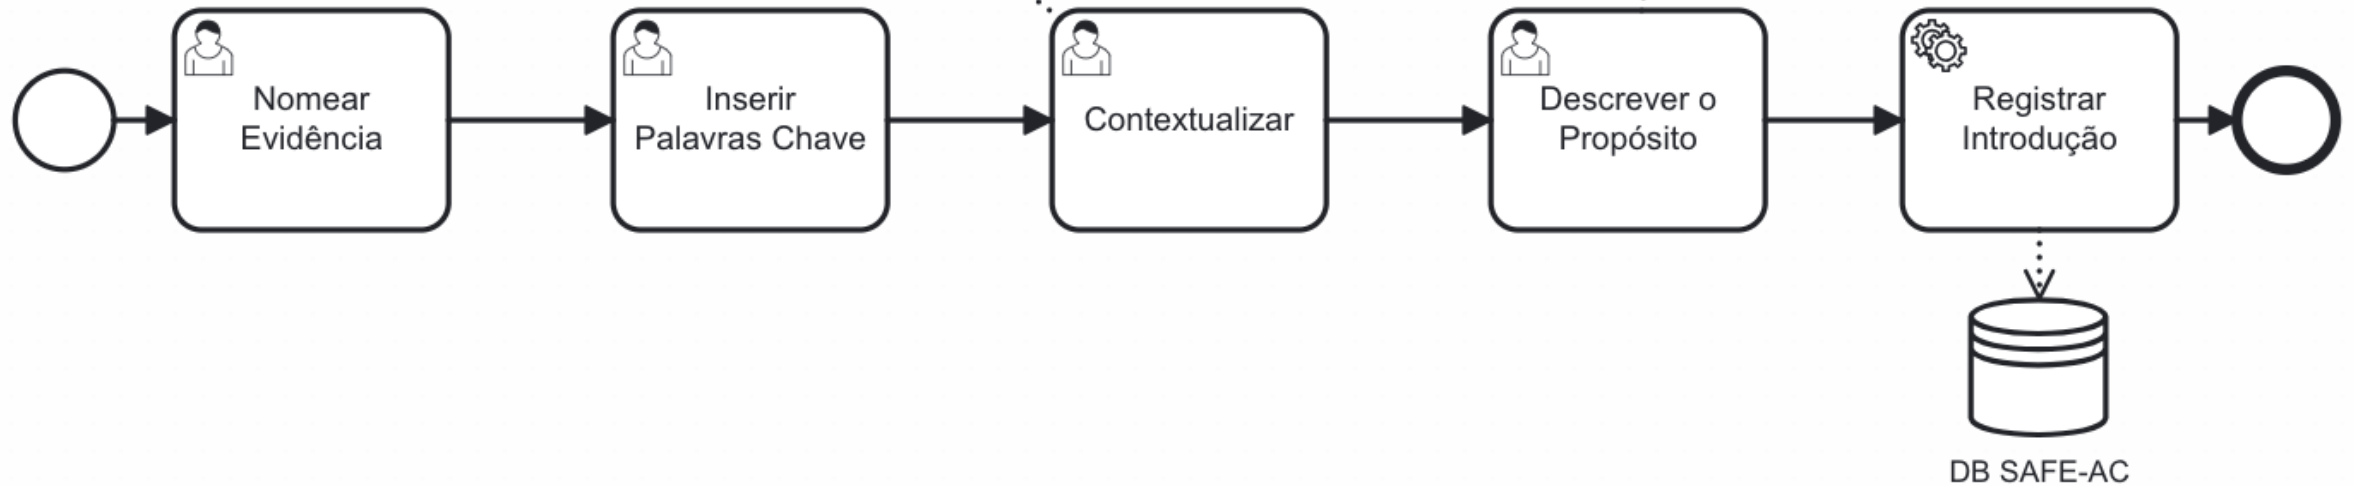 Nomear
Evidência
Inserir
Palavras Chave
Contextualizar
Descrever o
Propósito
Registrar
Introdução
DB SAFE-AC